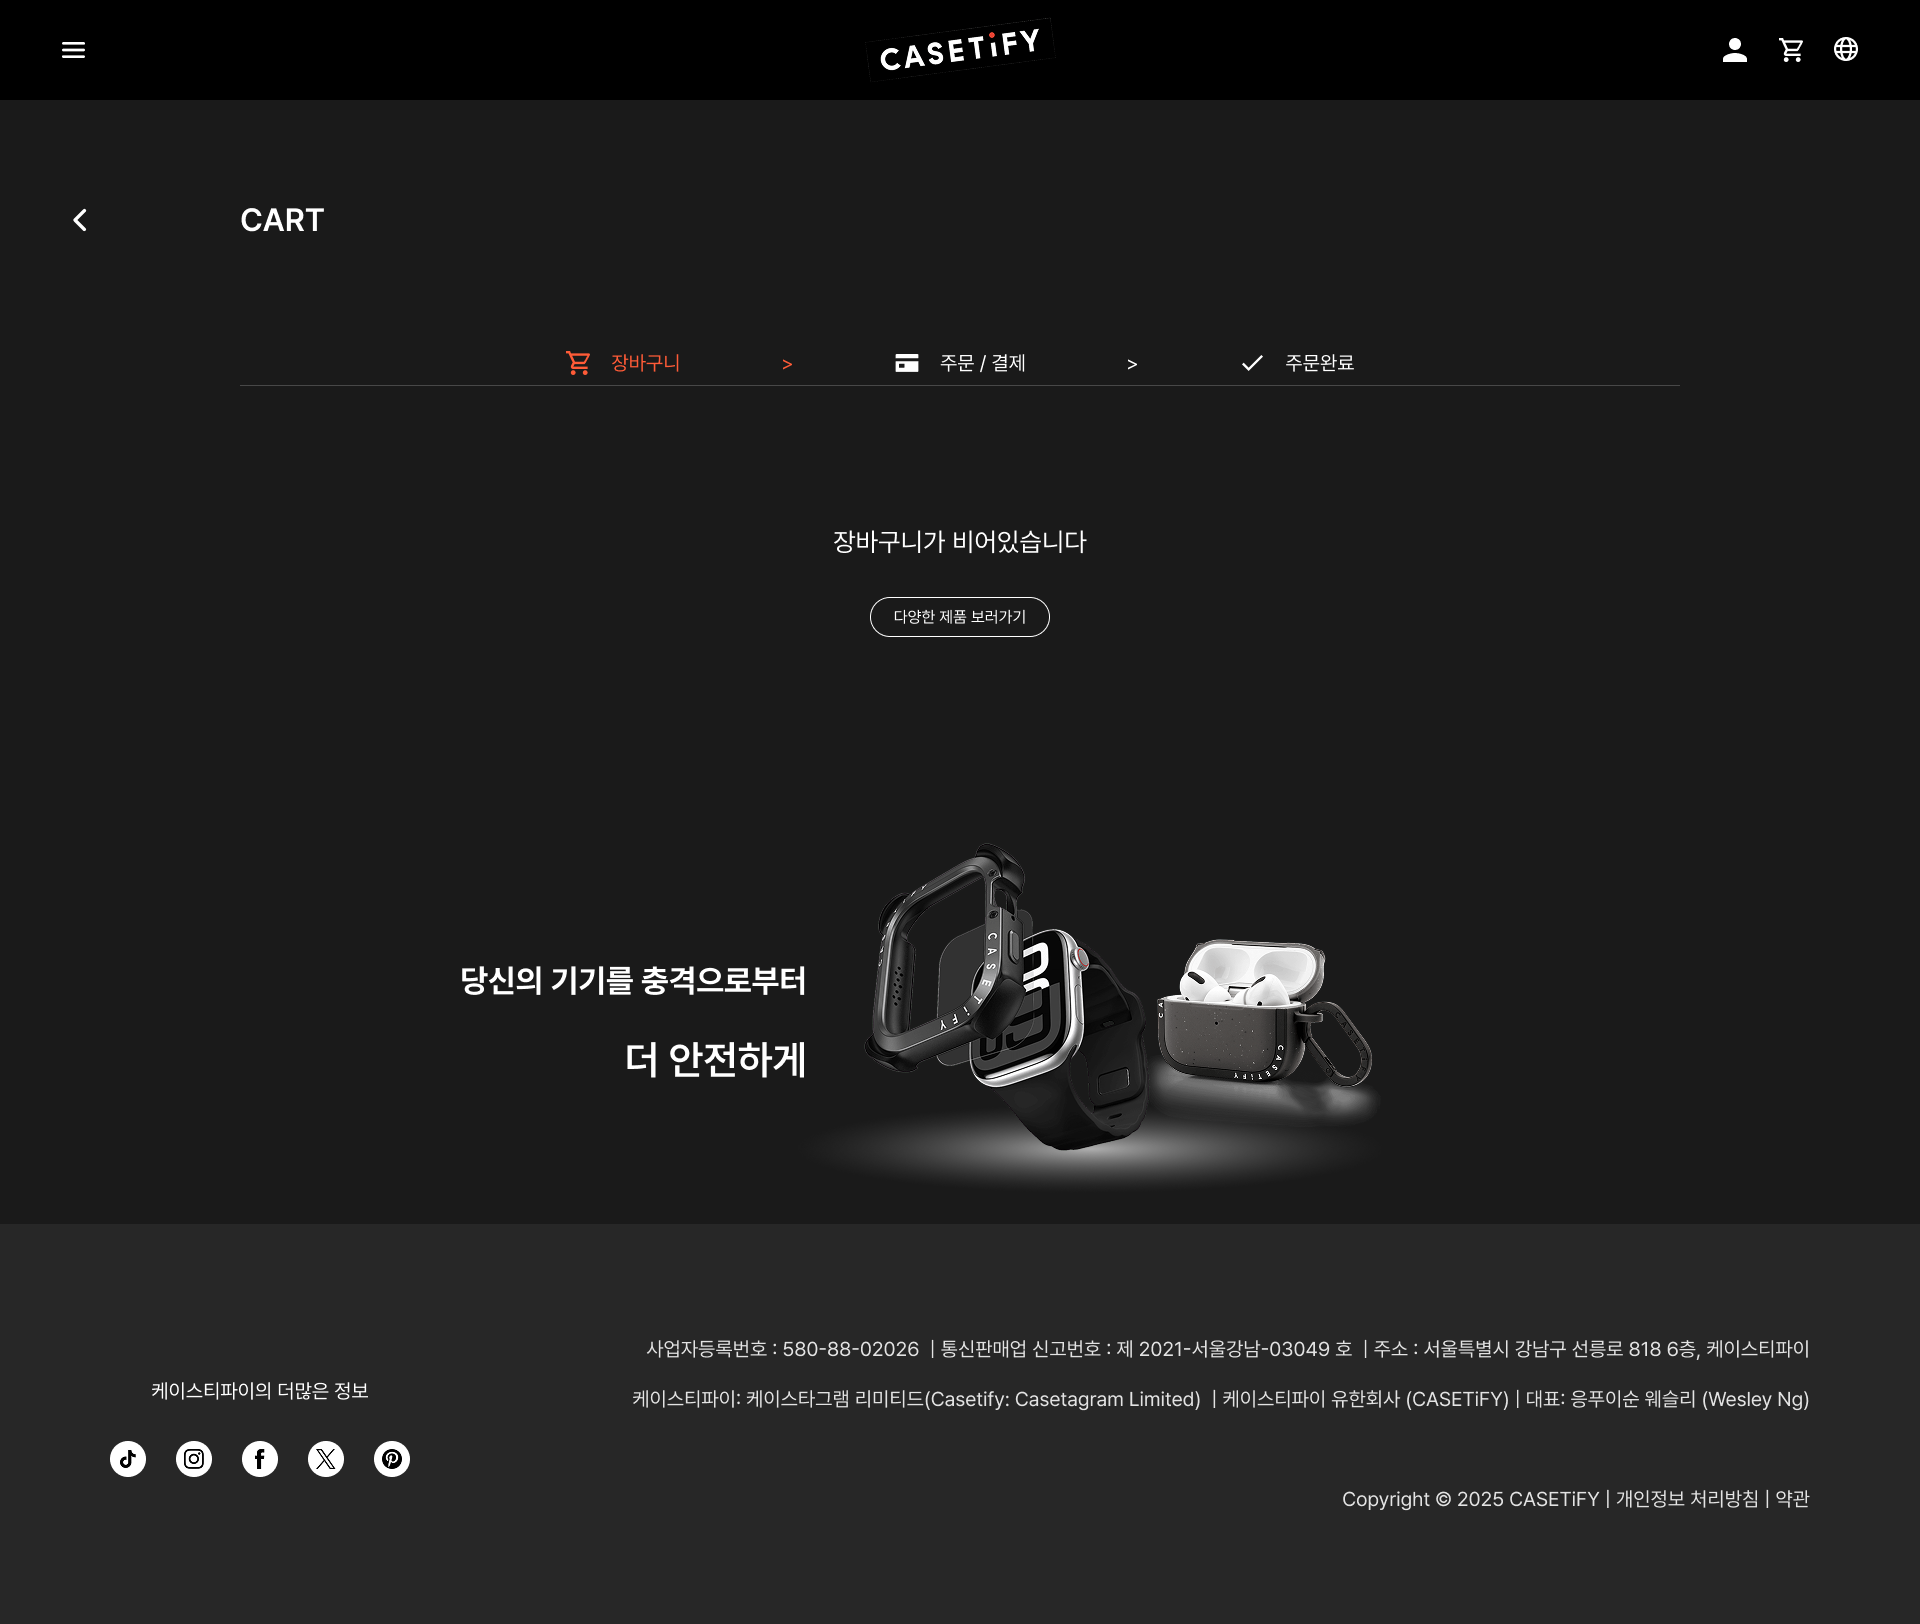 CASETiFY
CART
장바구니 > 주문 / 결제 > 주문완료
장바구니가 비어있습니다
다양한 제품 보러가기
당신의 기기를 충격으로부터
더 안전하게
CASETiFY
CA
CASETiFY
사업자등록번호 : 580-88-02026 | 통신판매업 신고번호 : 제 2021-서울강남-03049 호 | 주소 : 서울특별시 강남구 선릉로 818 6층, 케이스티파이
케이스티파이: 케이스타그램 리미티드(Casetify: Casetagram Limited) | 케이스티파이 유한회사 (CASETiFY) | 대표: 응푸이순 웨슬리 (Wesley Ng)
케이스티파이의 더많은 정보
Copyright © 2025 CASETiFY | 개인정보 처리방침 | 약관